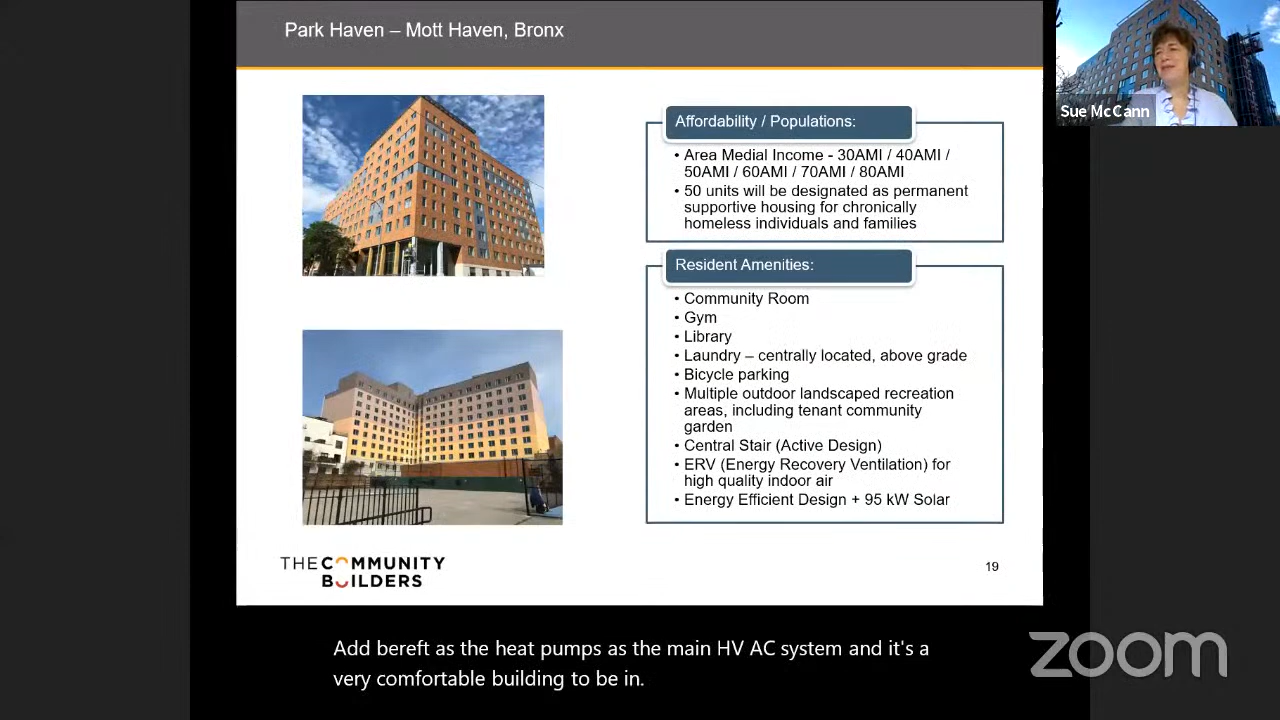 Park Haven – Mott Haven, Bronx
Sue McCann
Affordability / Populations:
• Area Medial Income - 30AMI / 40AMI /
50AMI / 60AMI / 70AMI / 80AMI
• 50 units will be designated as permanent
supportive housing for chronically
homeless individuals and families
Resident Amenities:
• Community Room
• Gym
• Library
• Laundry – centrally located, above grade
• Bicycle parking
• Multiple outdoor landscaped recreation
areas, including tenant community
garden
• Central Stair (Active Design)
• ERV (Energy Recovery Ventilation) for
high quality indoor air
• Energy Efficient Design + 95 kW Solar
THE COMMUNITY
BUILDERS
19
Add bereft as the heat pumps as the main HV AC system and it's a
very comfortable building to be in.
zoom